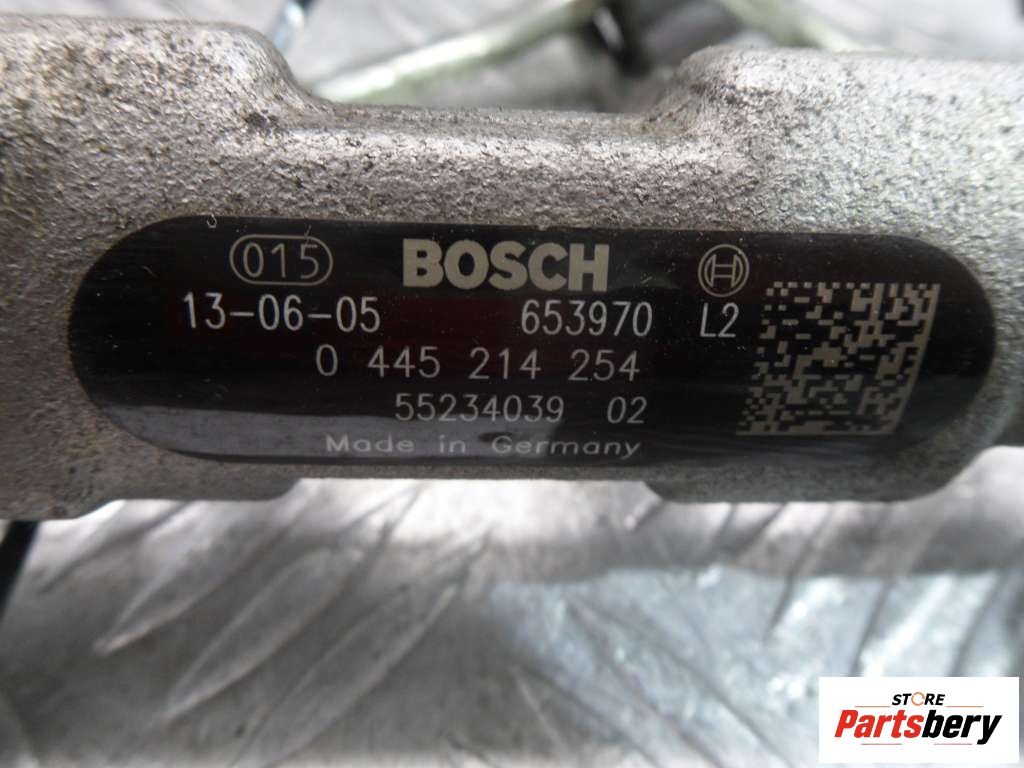 015 BOSCH
13-06-05 653970 L2
0 445 214 254
55234039 02
Made in Germany
STORE
Partsbery